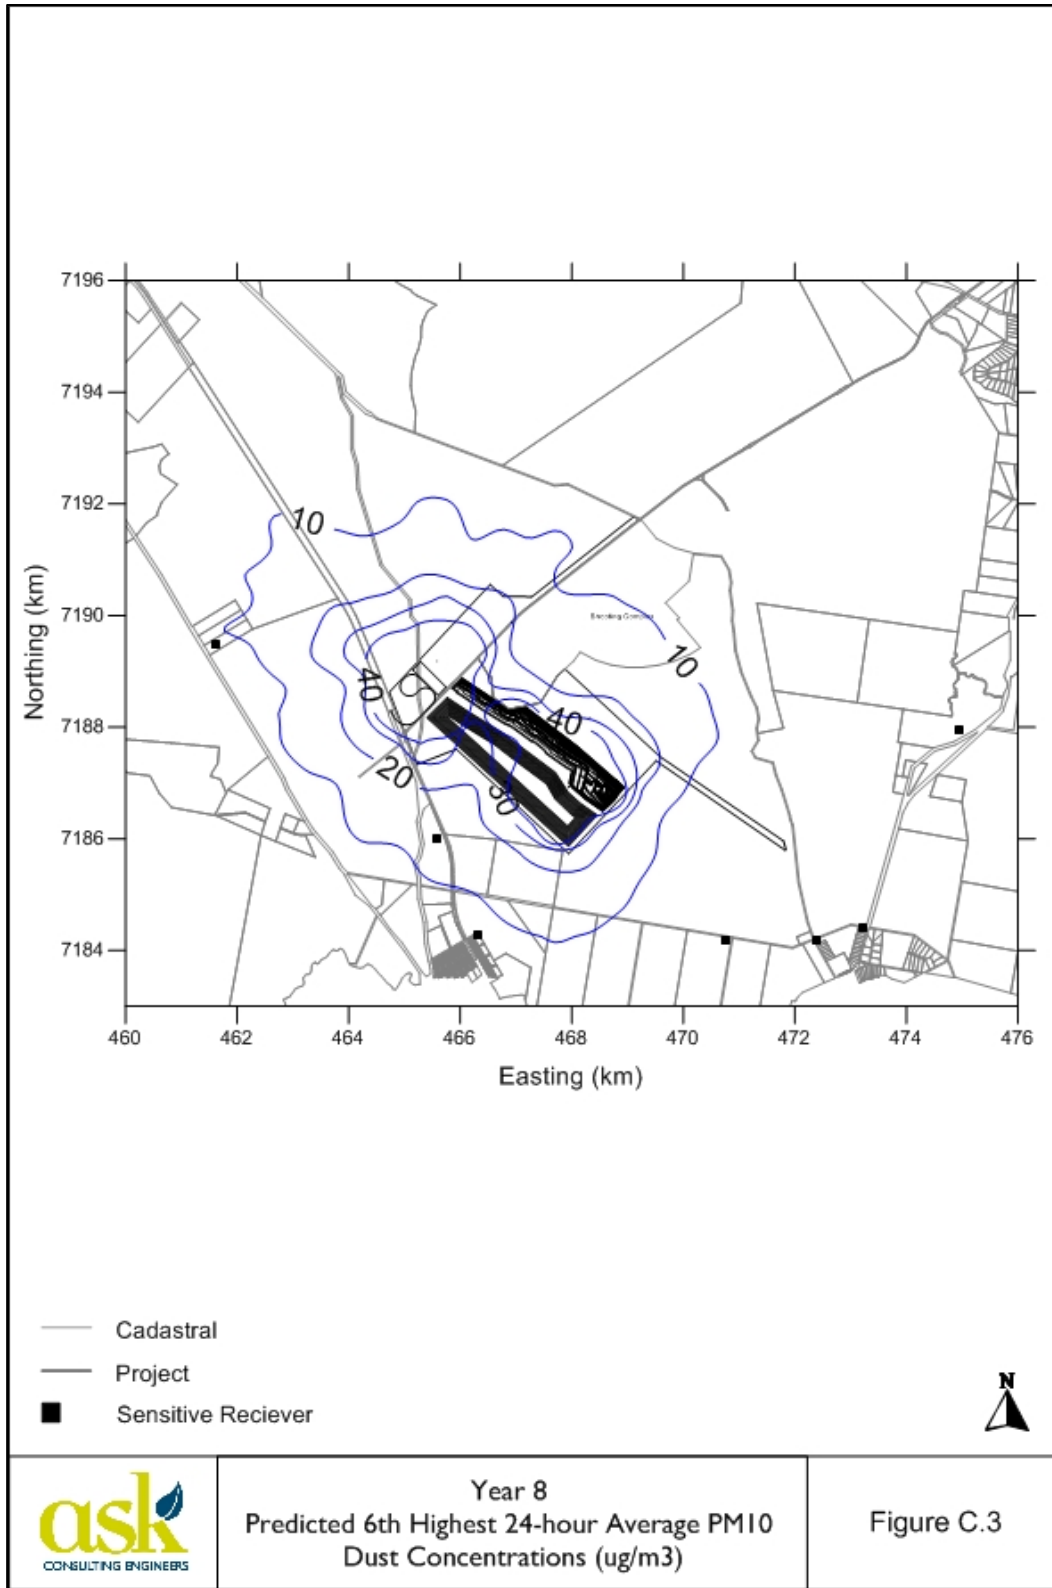 7196
7194
7192
7190
7188
7186
7184
Northing (km)
10
10
40
40
20
30
460
462
464
466
468
470
472
474
476
Easting (km)
Cadastral
Project
Sensitive Reciever
N
ask
CONSULTING ENGINEERS
Year 8
Predicted 6th Highest 24-hour Average PM10
Dust Concentrations (ug/m3)
Figure C.3